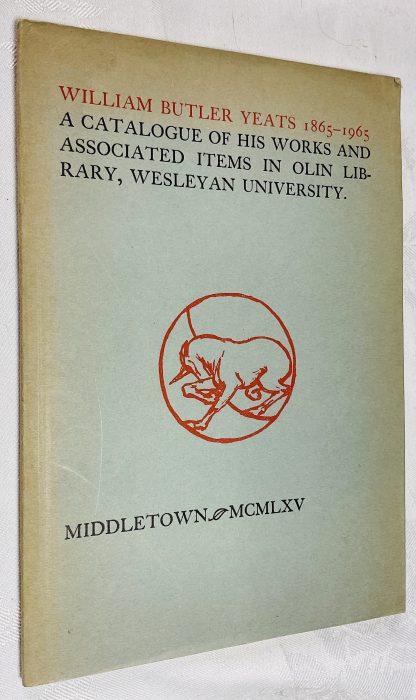 WILLIAM BUTLER YEATS 1865–1965
A CATALOGUE OF HIS WORKS AND
ASSOCIATED ITEMS IN OLIN LIB-
RARY, WESLEYAN UNIVERSITY.
MIDDLETOWN MCMLXV